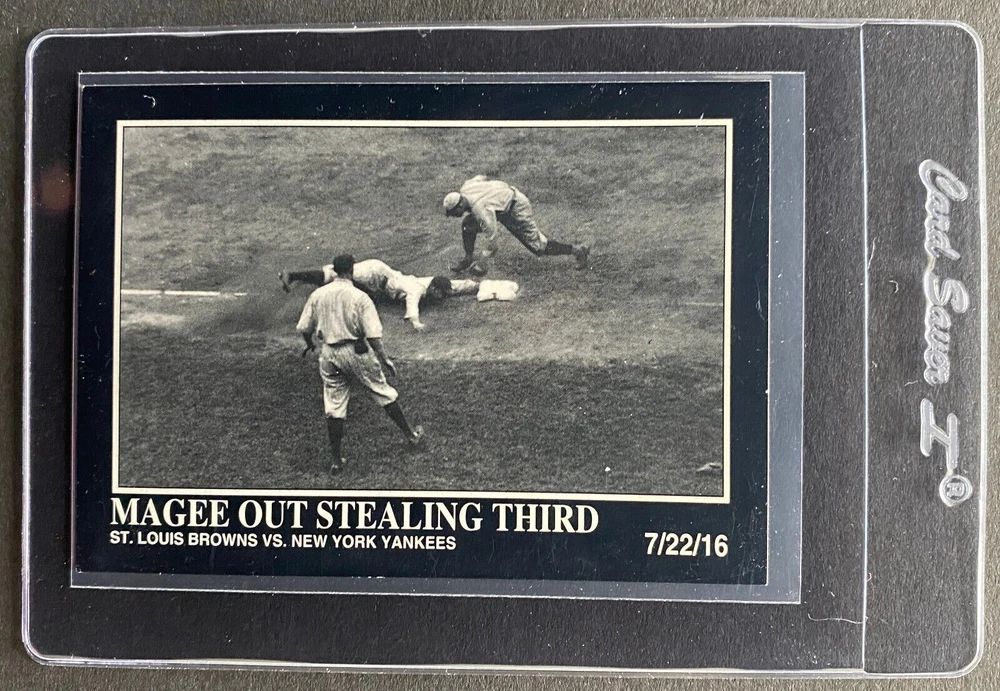 MAGEE OUT STEALING THIRD
ST. LOUIS BROWNS VS. NEW YORK YANKEES
7/22/16
Card Saver I®